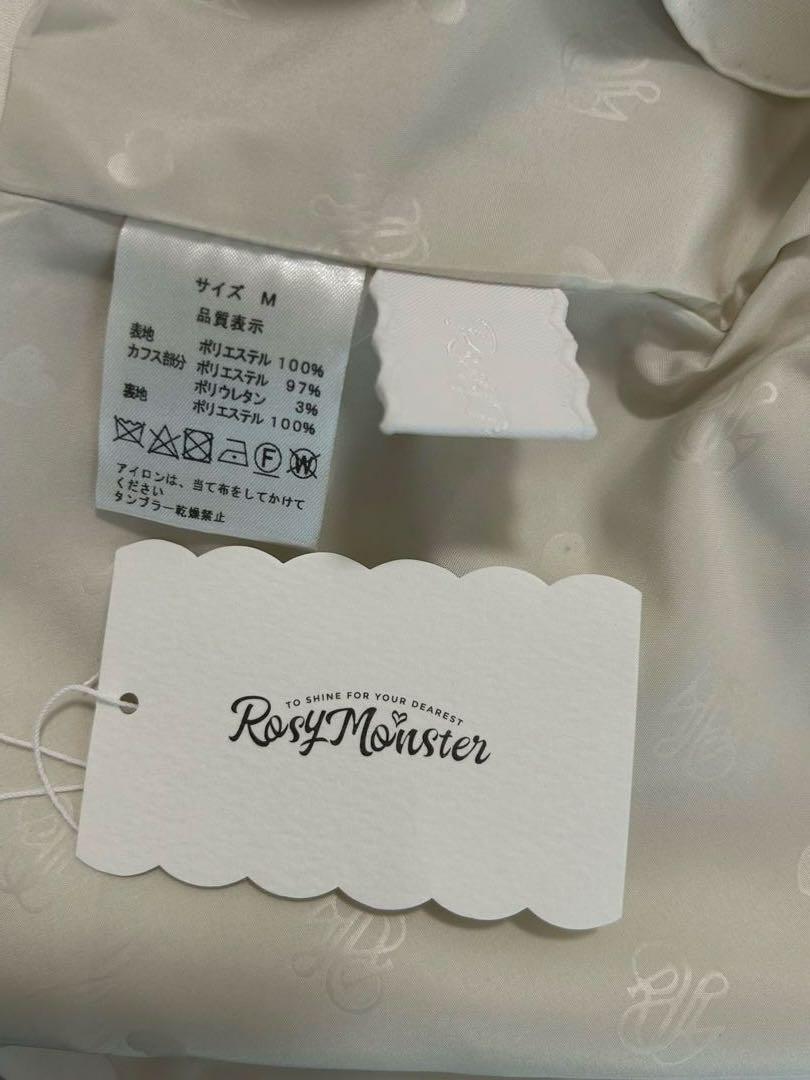 サイズ M
品質表示
表地 ポリエステル 100%
カフス部分 ポリエステル 97%
ポリウレタン 3%
裏地 ポリエステル 100%
F W
アイロンは、当て布をしてかけて
ください
タンブラー乾燥禁止
TO SHINE FOR YOUR DEAREST
RosyMonster